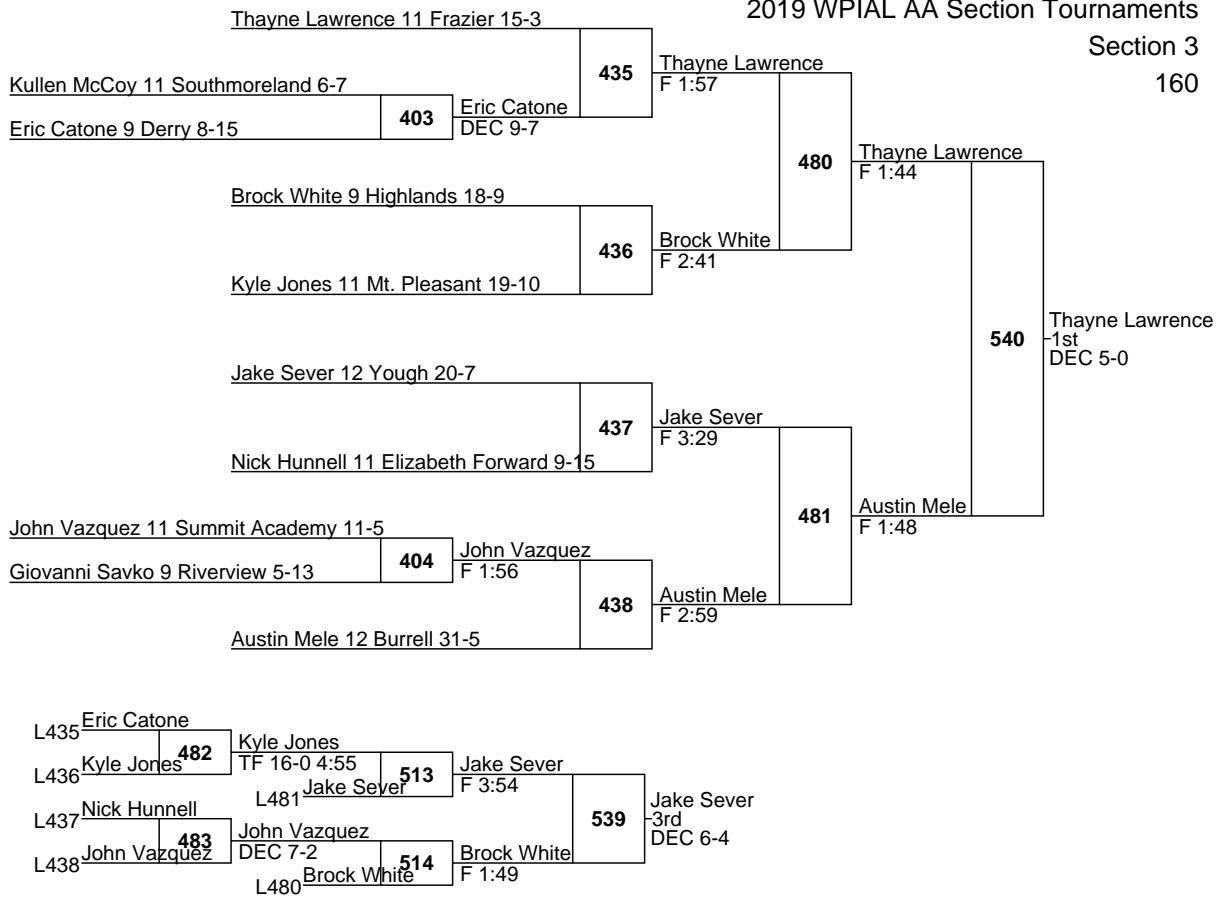 2019 WPIAL AA Section Tournaments
Section 3
160
Thayne Lawrence 11 Frazier 15-3
435
Thayne Lawrence
F 1:57
Kullen McCoy 11 Southmoreland 6-7
403
Eric Catone
DEC 9-7
Eric Catone 9 Derry 8-15
480
Thayne Lawrence
F 1:44
Brock White 9 Highlands 18-9
436
Brock White
F 2:41
Kyle Jones 11 Mt. Pleasant 19-10
540
Thayne Lawrence
1st
DEC 5-0
Jake Sever 12 Yough 20-7
437
Jake Sever
F 3:29
Nick Hunnell 11 Elizabeth Forward 9-15
481
Austin Mele
F 1:48
John Vazquez 11 Summit Academy 11-5
404
John Vazquez
F 1:56
Giovanni Savko 9 Riverview 5-13
438
Austin Mele
F 2:59
Austin Mele 12 Burrell 31-5
L435 Eric Catone
482
Kyle Jones
TF 16-0 4:55
L436 Kyle Jones
513
Jake Sever
F 3:54
L481 Jake Sever
L437 Nick Hunnell
483
John Vazquez
DEC 7-2
L438 John Vazquez
539
Jake Sever
3rd
DEC 6-4
514
Brock White
F 1:49
L480 Brock White